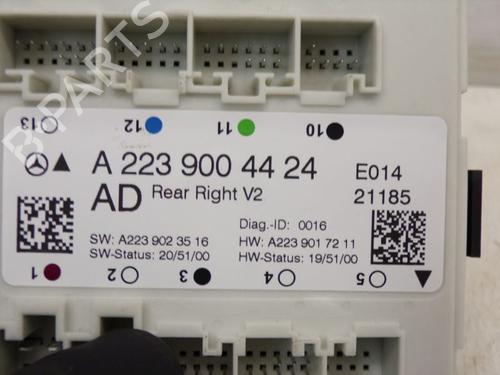 B-PARTS
13 12 11 10
A 223 900 44 24
E014
AD Rear Right V2
21185
Diag.-ID: 0016
SW: A223 902 35 16
HW: A223 901 72 11
SW-Status: 20/51/00
HW-Status: 19/51/00
1 2 3 4 5